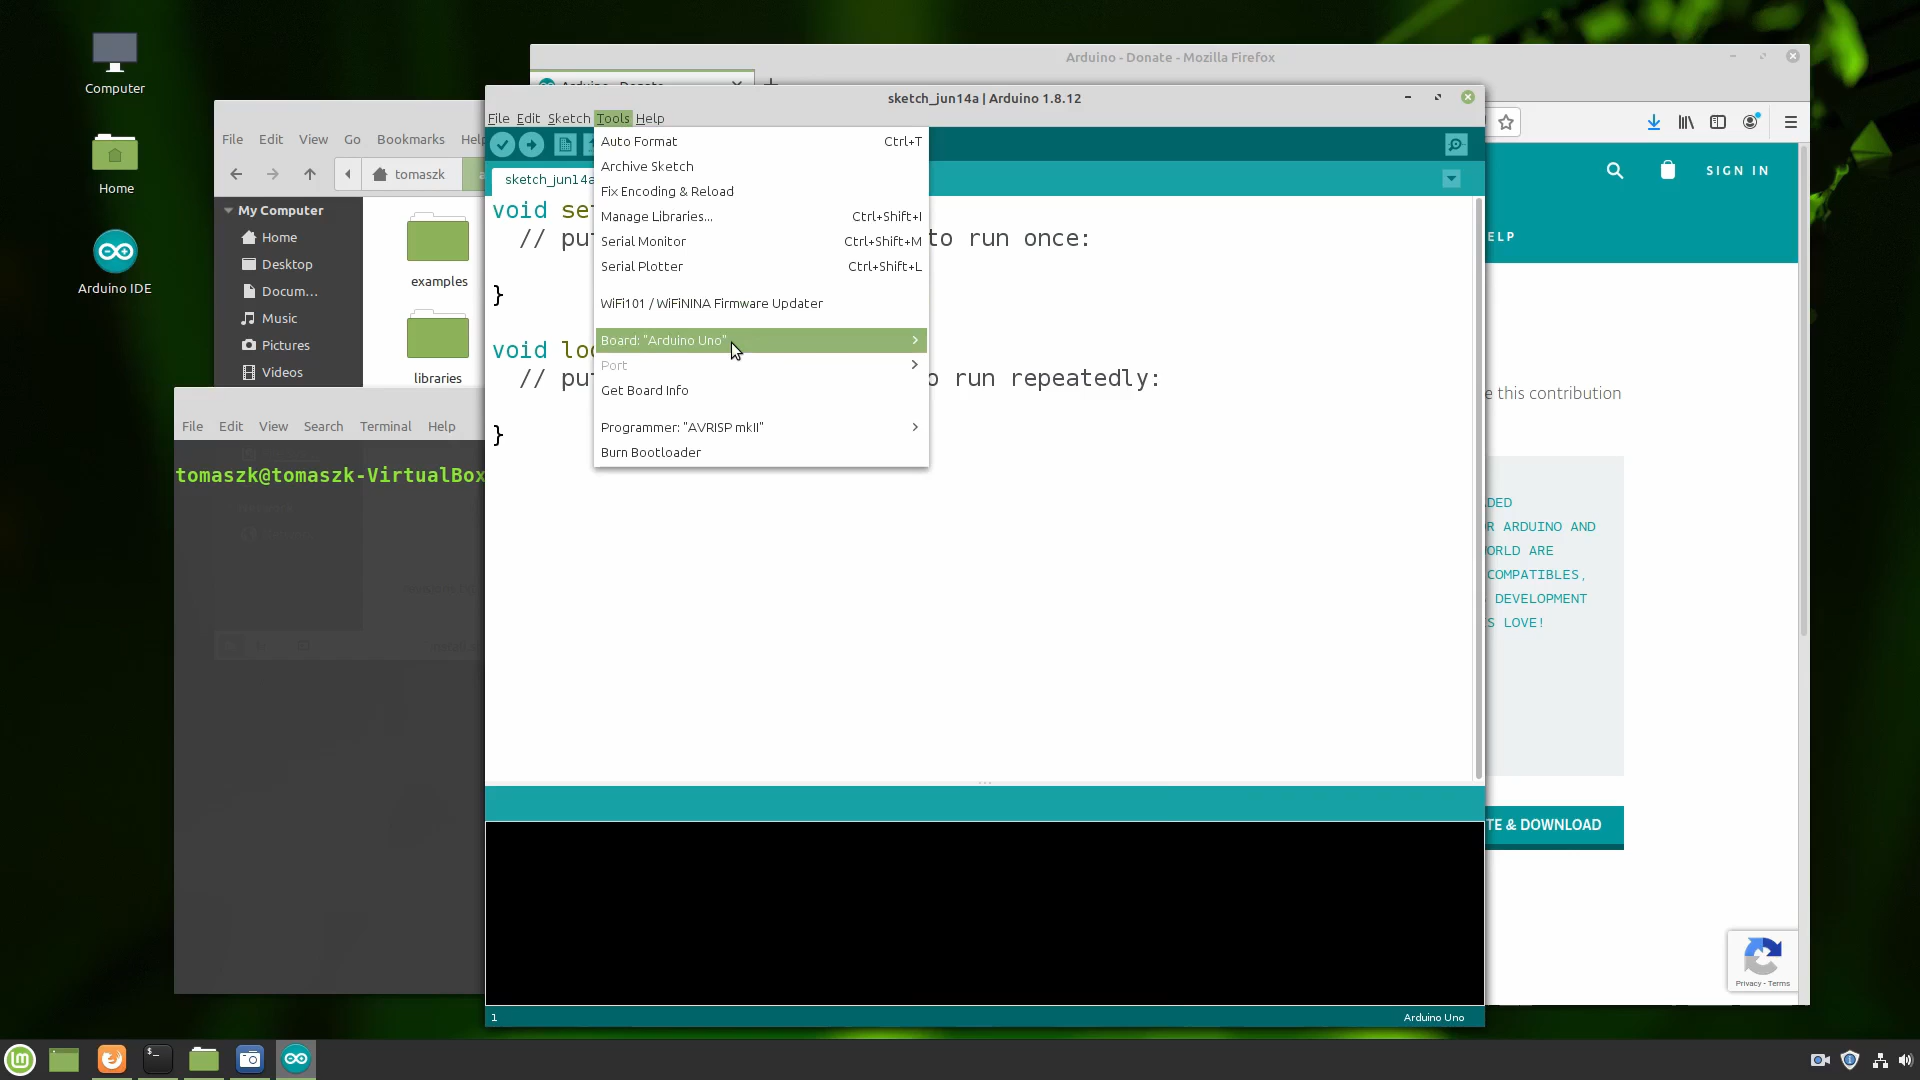 Computer
Home
Arduino IDE
Arduino - Donate - Mozilla Firefox
SIGN IN
ELP
e this contribution
ADED
OR ARDUINO AND
WORLD ARE
COMPATIBLES,
DEVELOPMENT
S LOVE!
TE & DOWNLOAD
Privacy - Terms
File Edit View Go Bookmarks Help
tomaszk
My Computer
Home
Desktop
Docum...
Music
Pictures
Videos
examples
libraries
File Edit View Search Terminal Help
tomaszk@tomaszk-VirtualBox
sketch_jun14a | Arduino 1.8.12
File Edit Sketch Tools Help
sketch_jun14a
void se
// pu to run once:
}
void loo
// pu o run repeatedly:
}
Auto Format Ctrl+T
Archive Sketch
Fix Encoding & Reload
Manage Libraries... Ctrl+Shift+I
Serial Monitor Ctrl+Shift+M
Serial Plotter Ctrl+Shift+L
WiFi101 / WiFiNINA Firmware Updater
Board: "Arduino Uno"
Port
Get Board Info
Programmer: "AVRISP mkII"
Burn Bootloader
1 Arduino Uno